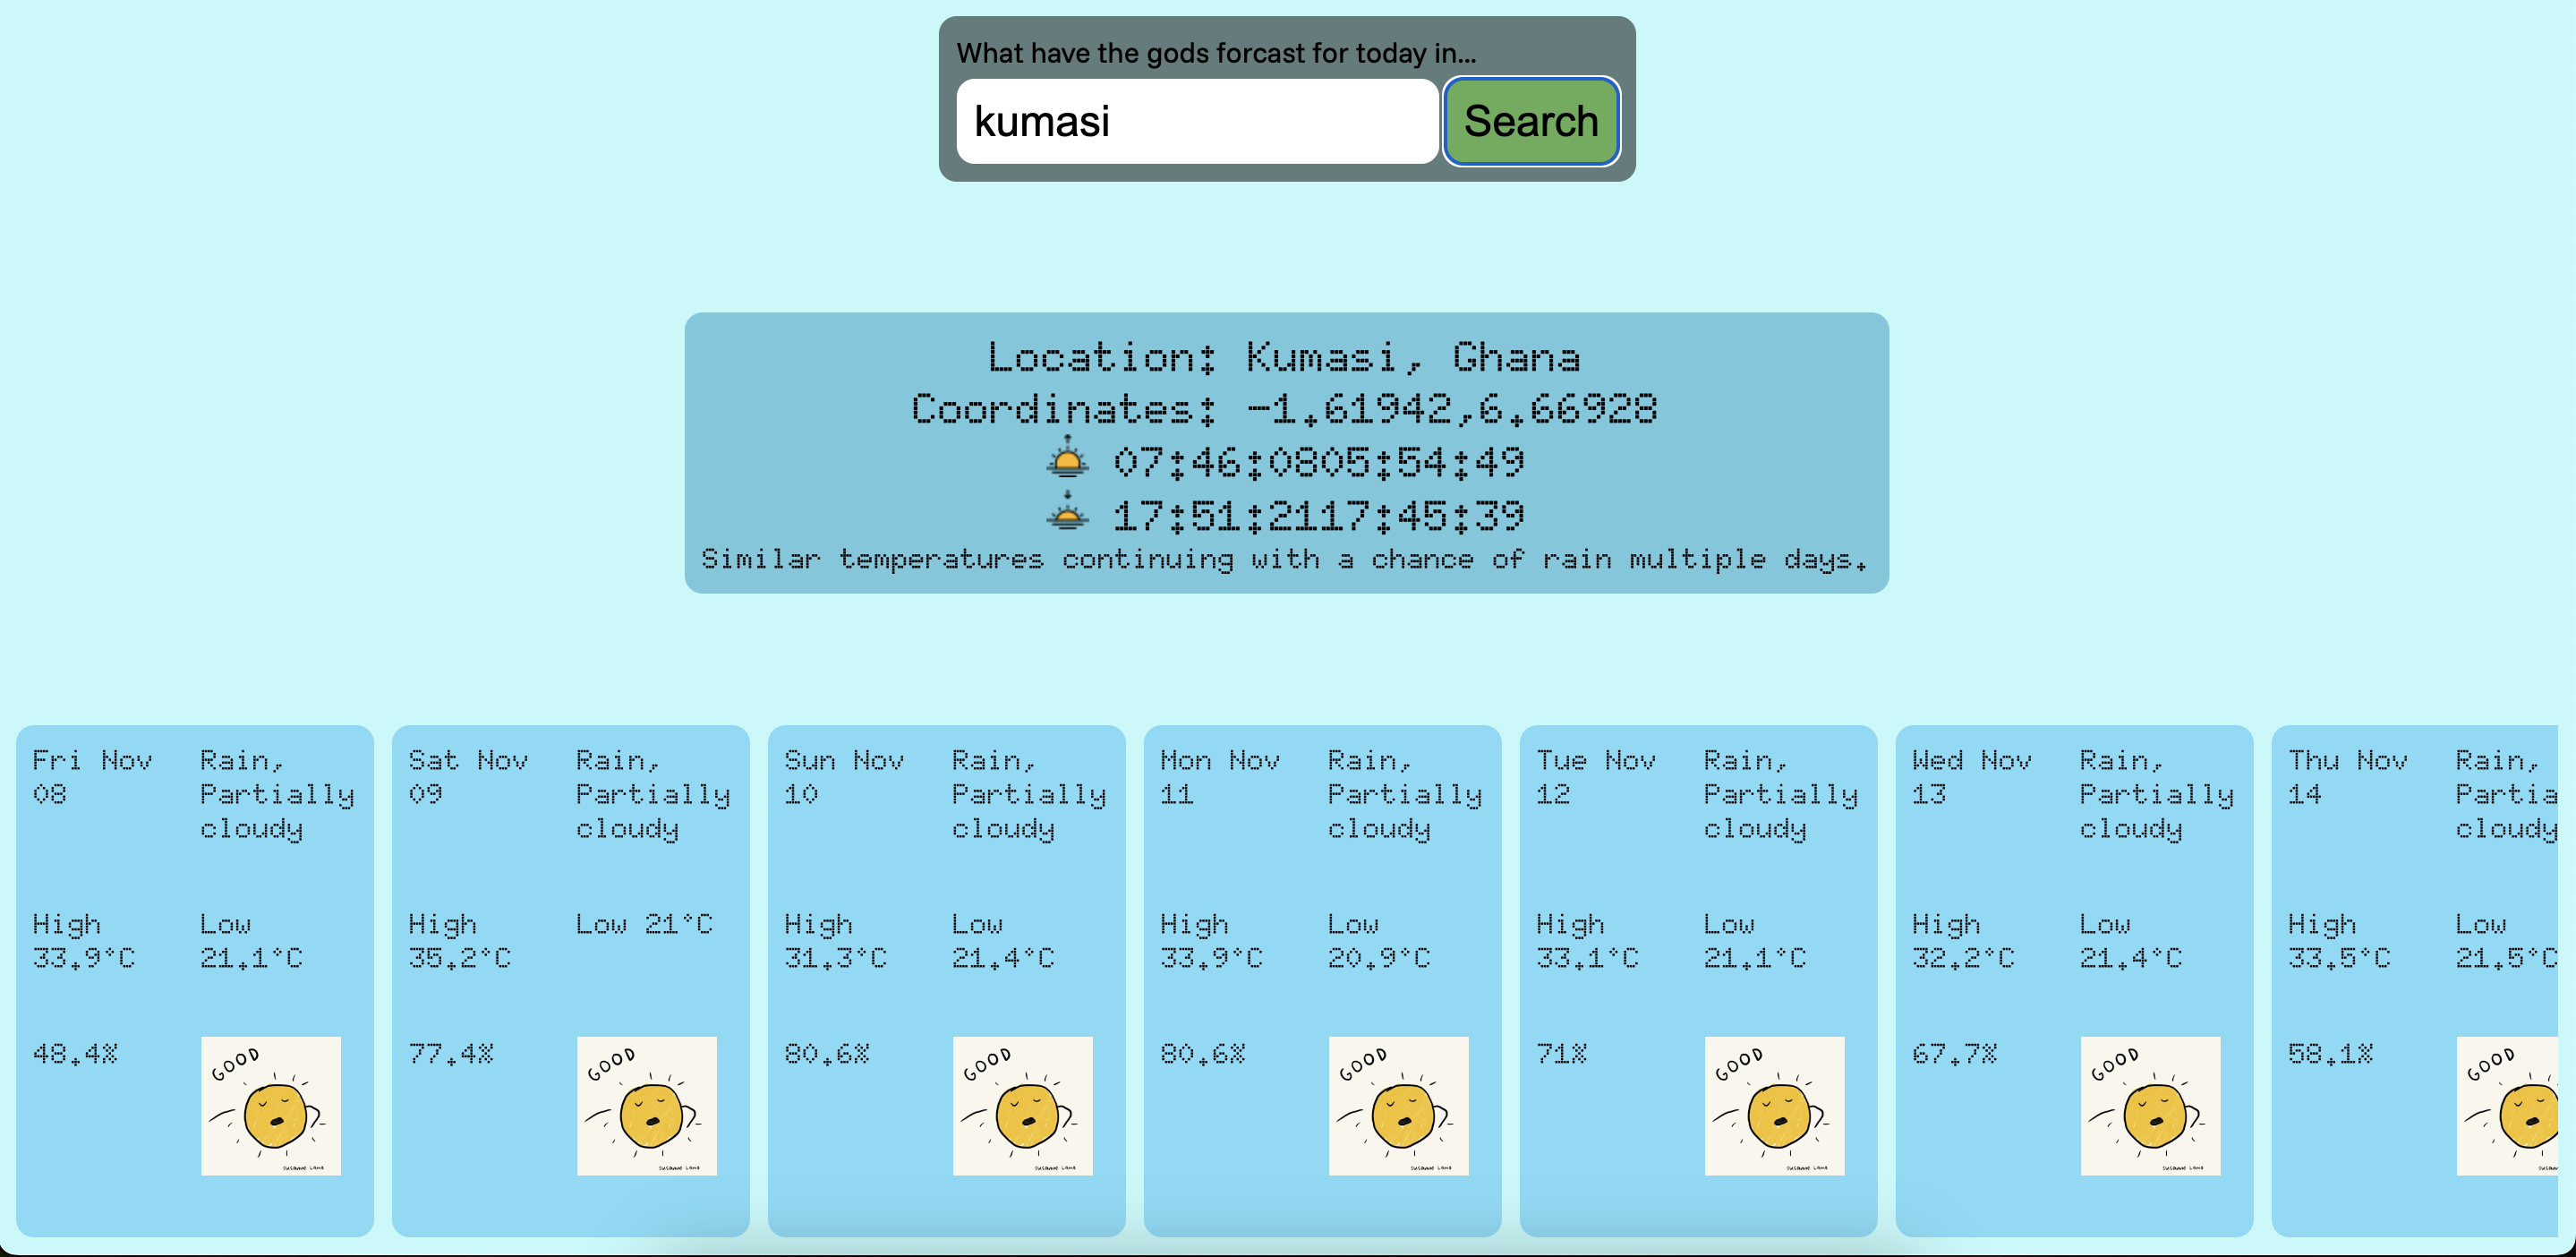 What have the gods forcast for today in...
kumasi
Search
Location: Kumasi, Ghana
Coordinates: -1.61942,6.66928
07:46:0805:54:49
17:51:2117:45:39
Similar temperatures continuing with a chance of rain multiple days.
Fri Nov
08
Rain,
Partially
cloudy
High
33.9°C
Low
21.1°C
48.4%
GOOD
Sat Nov
09
Rain,
Partially
cloudy
High
35.2°C
Low 21°C
77.4%
GOOD
Sun Nov
10
Rain,
Partially
cloudy
High
31.3°C
Low
21.4°C
80.6%
GOOD
Mon Nov
11
Rain,
Partially
cloudy
High
33.9°C
Low
20.9°C
80.6%
GOOD
Tue Nov
12
Rain,
Partially
cloudy
High
33.1°C
Low
21.1°C
71%
GOOD
Wed Nov
13
Rain,
Partially
cloudy
High
32.2°C
Low
21.4°C
67.7%
GOOD
Thu Nov
14
Rain,
Partia
cloudy
High
33.5°C
Low
21.5°C
58.1%
GOOD